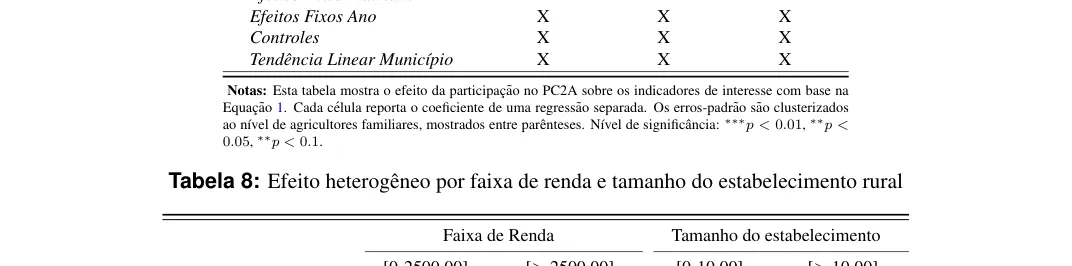 Efeitos Fixos Ano X X X
Controles X X X
Tendência Linear Município X X X
Notas: Esta tabela mostra o efeito da participação no PC2A sobre os indicadores de interesse com base na
Equação 1. Cada célula reporta o coeficiente de uma regressão separada. Os erros-padrão são clusterizados
ao nível de agricultores familiares, mostrados entre parênteses. Nível de significância: ***p < 0.01, **p <
0.05, **p < 0.1.
Tabela 8: Efeito heterogêneo por faixa de renda e tamanho do estabelecimento rural
Faixa de Renda Tamanho do estabelecimento